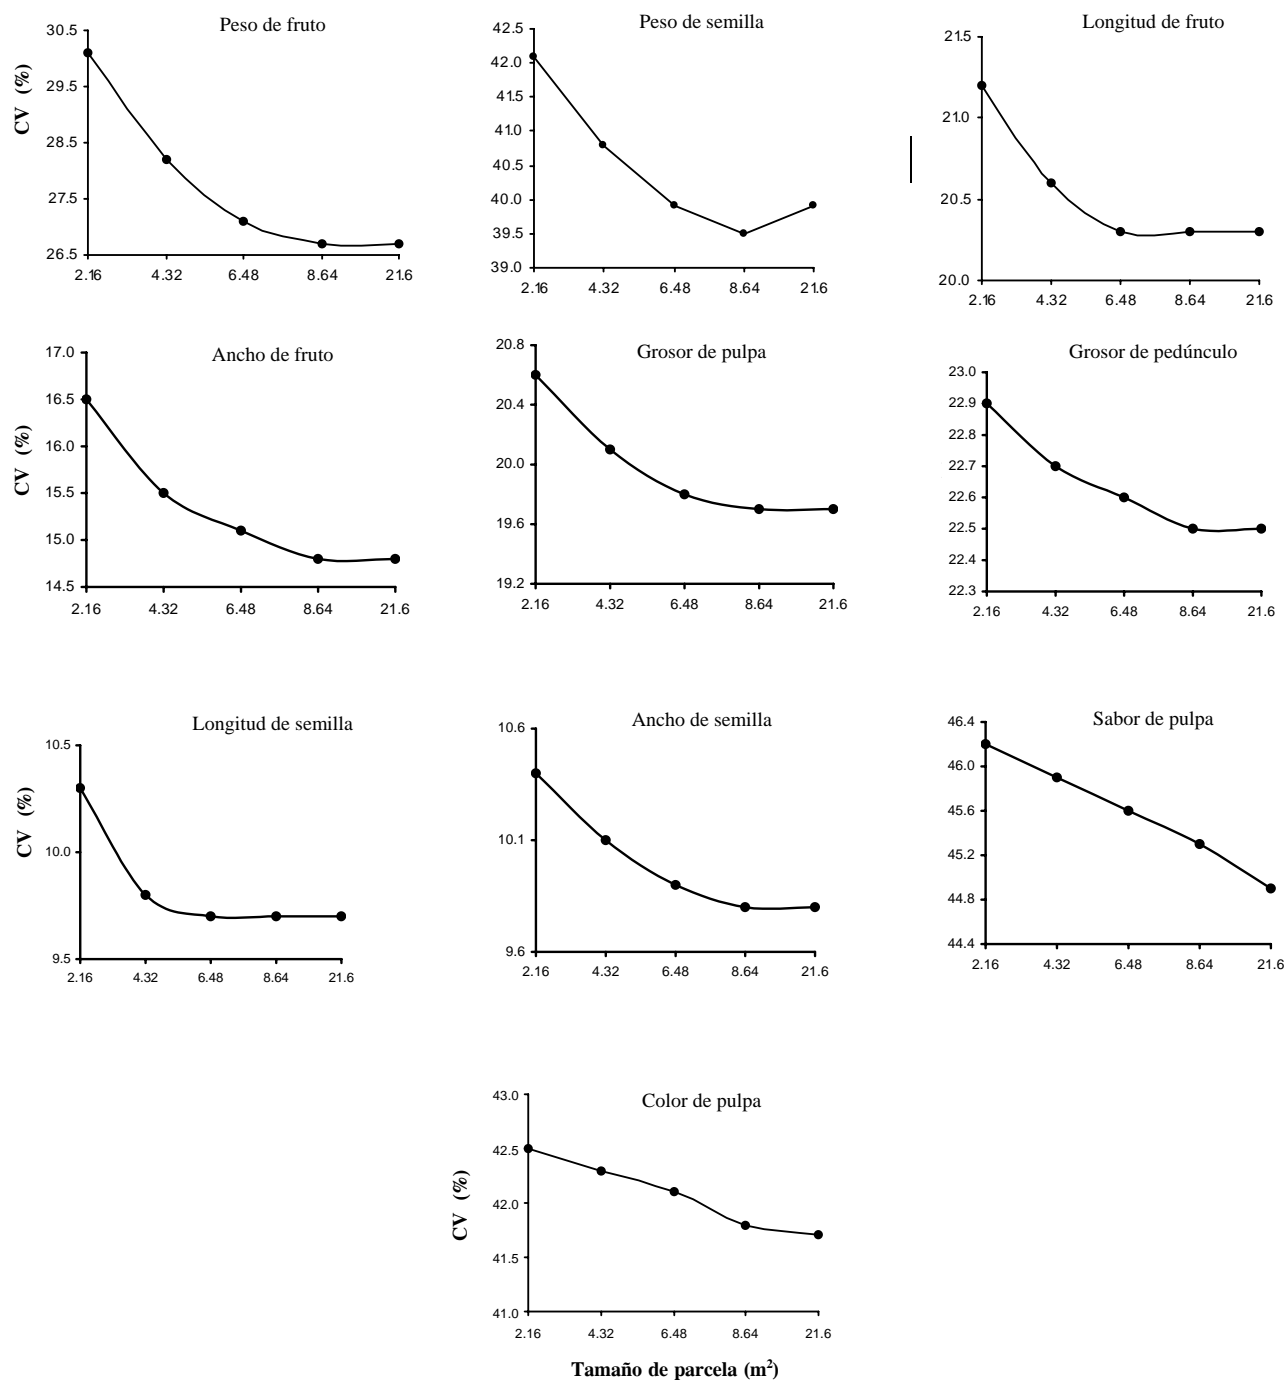 Peso de fruto
CV (%)
30.5
29.5
28.5
27.5
26.5
2.16 4.32 6.48 8.64 21.6
Peso de semilla
42.5
42.0
41.5
41.0
40.5
40.0
39.5
39.0
2.16 4.32 6.48 8.64 21.6
Longitud de fruto
21.5
21.0
20.5
20.0
2.16 4.32 6.48 8.64 21.6
Ancho de fruto
CV (%)
17.0
16.5
16.0
15.5
15.0
14.5
2.16 4.32 6.48 8.64 21.6
Grosor de pulpa
20.8
20.4
20.0
19.6
19.2
2.16 4.32 6.48 8.64 21.6
Grosor de pedúnculo
23.0
22.9
22.8
22.7
22.6
22.5
22.4
22.3
2.16 4.32 6.48 8.64 21.6
Longitud de semilla
CV (%)
10.5
10.0
9.5
2.16 4.32 6.48 8.64 21.6
Ancho de semilla
10.6
10.1
9.6
2.16 4.32 6.48 8.64 21.6
Sabor de pulpa
46.4
46.0
45.6
45.2
44.8
44.4
2.16 4.32 6.48 8.64 21.6
Color de pulpa
CV (%)
43.0
42.5
42.0
41.5
41.0
2.16 4.32 6.48 8.64 21.6
Tamaño de parcela (m²)